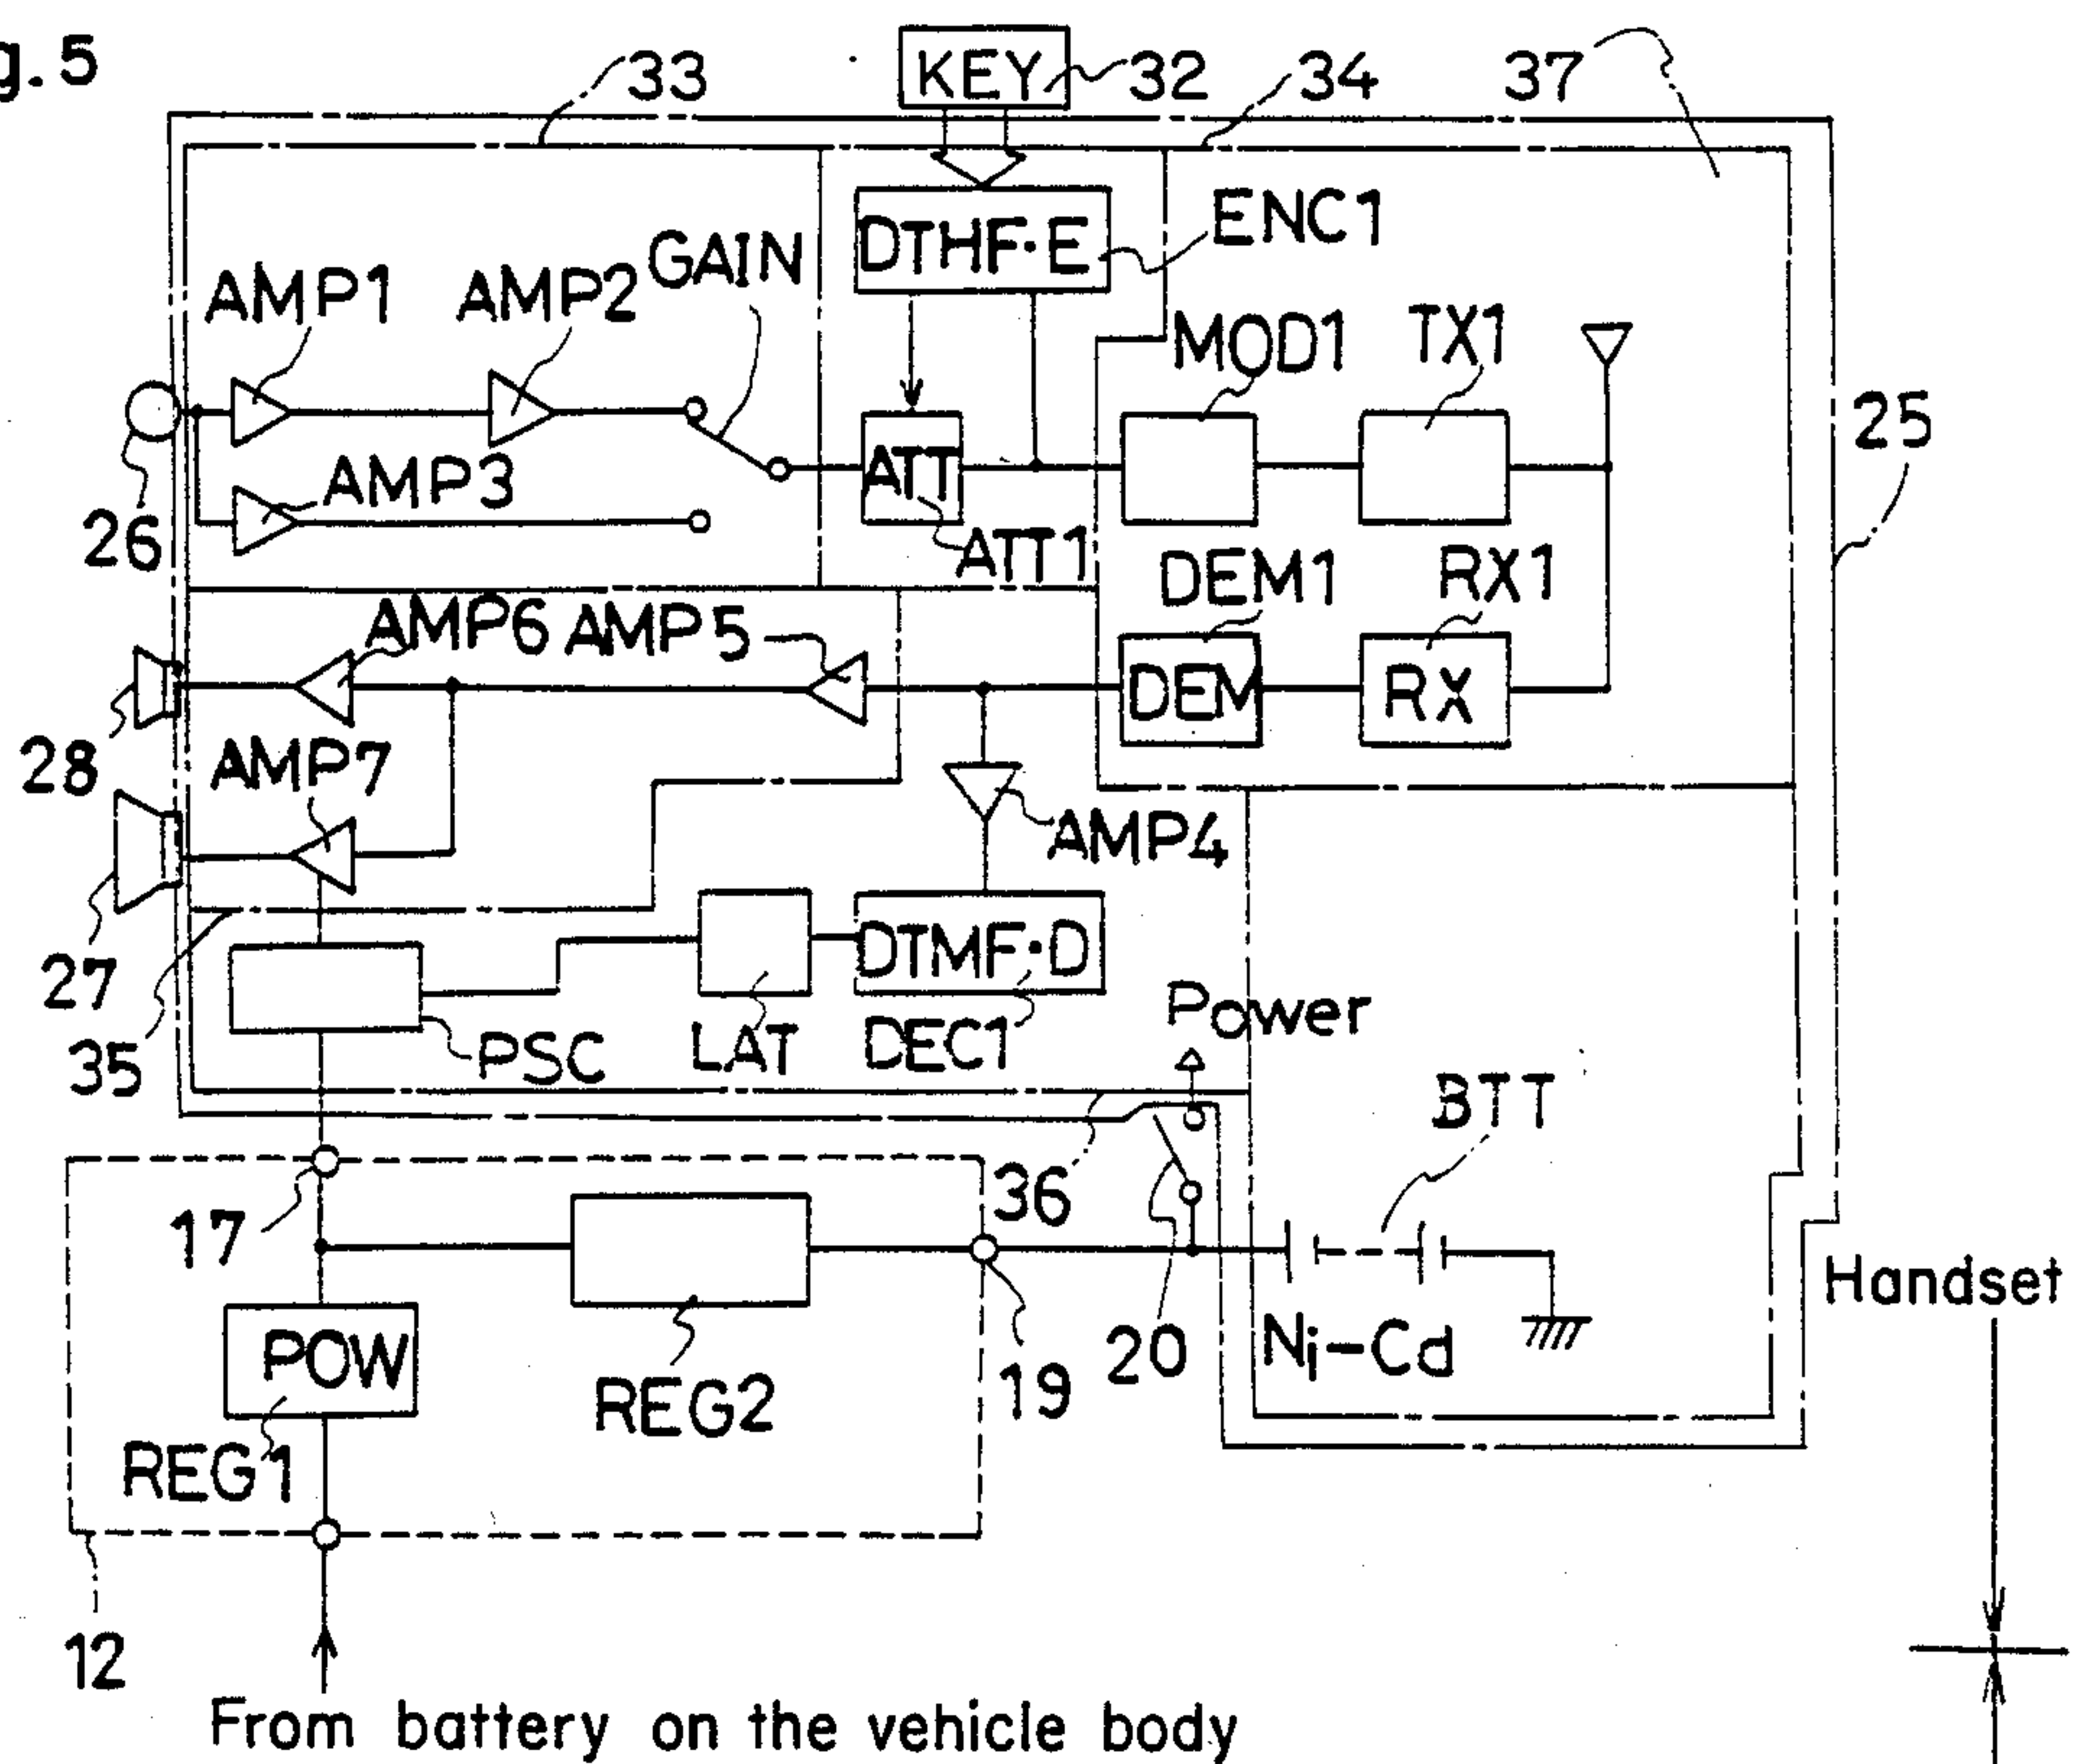 g. 5
33
KEY
32
34
37
DTHF·E
ENC1
GAIN
AMP1
AMP2
MOD1
TX1
25
AMP3
ATT
26
ATT1
DEM1
RX1
AMP6
AMP5
DEM
RX
28
AMP7
AMP4
27
DTMF·D
Power
35
PSC
LAT
DEC1
BTT
36
17
Handset
POW
REG2
19
20
Ni-Cd
REG1
12
From battery on the vehicle body